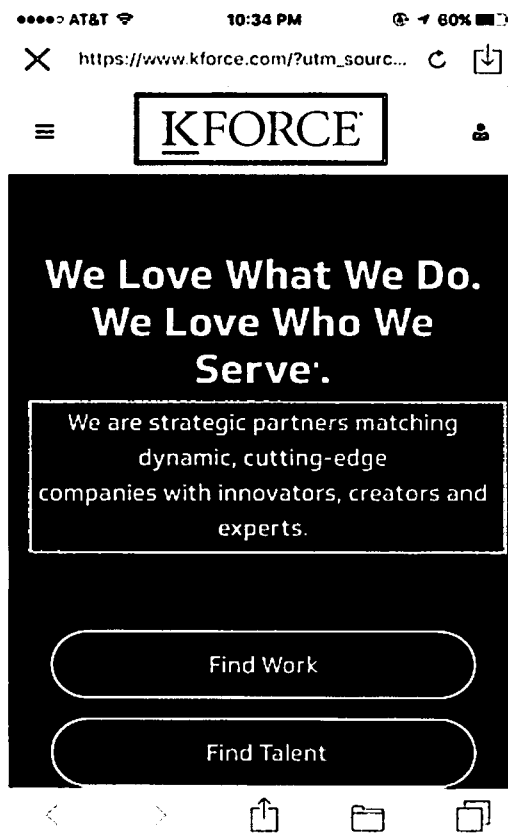 AT&T 10:34 PM 60%
https://www.kforce.com/?utm_sourc...
KFORCE
We Love What We Do.
We Love Who We
Serve.
We are strategic partners matching
dynamic, cutting-edge
companies with innovators, creators and
experts.
Find Work
Find Talent